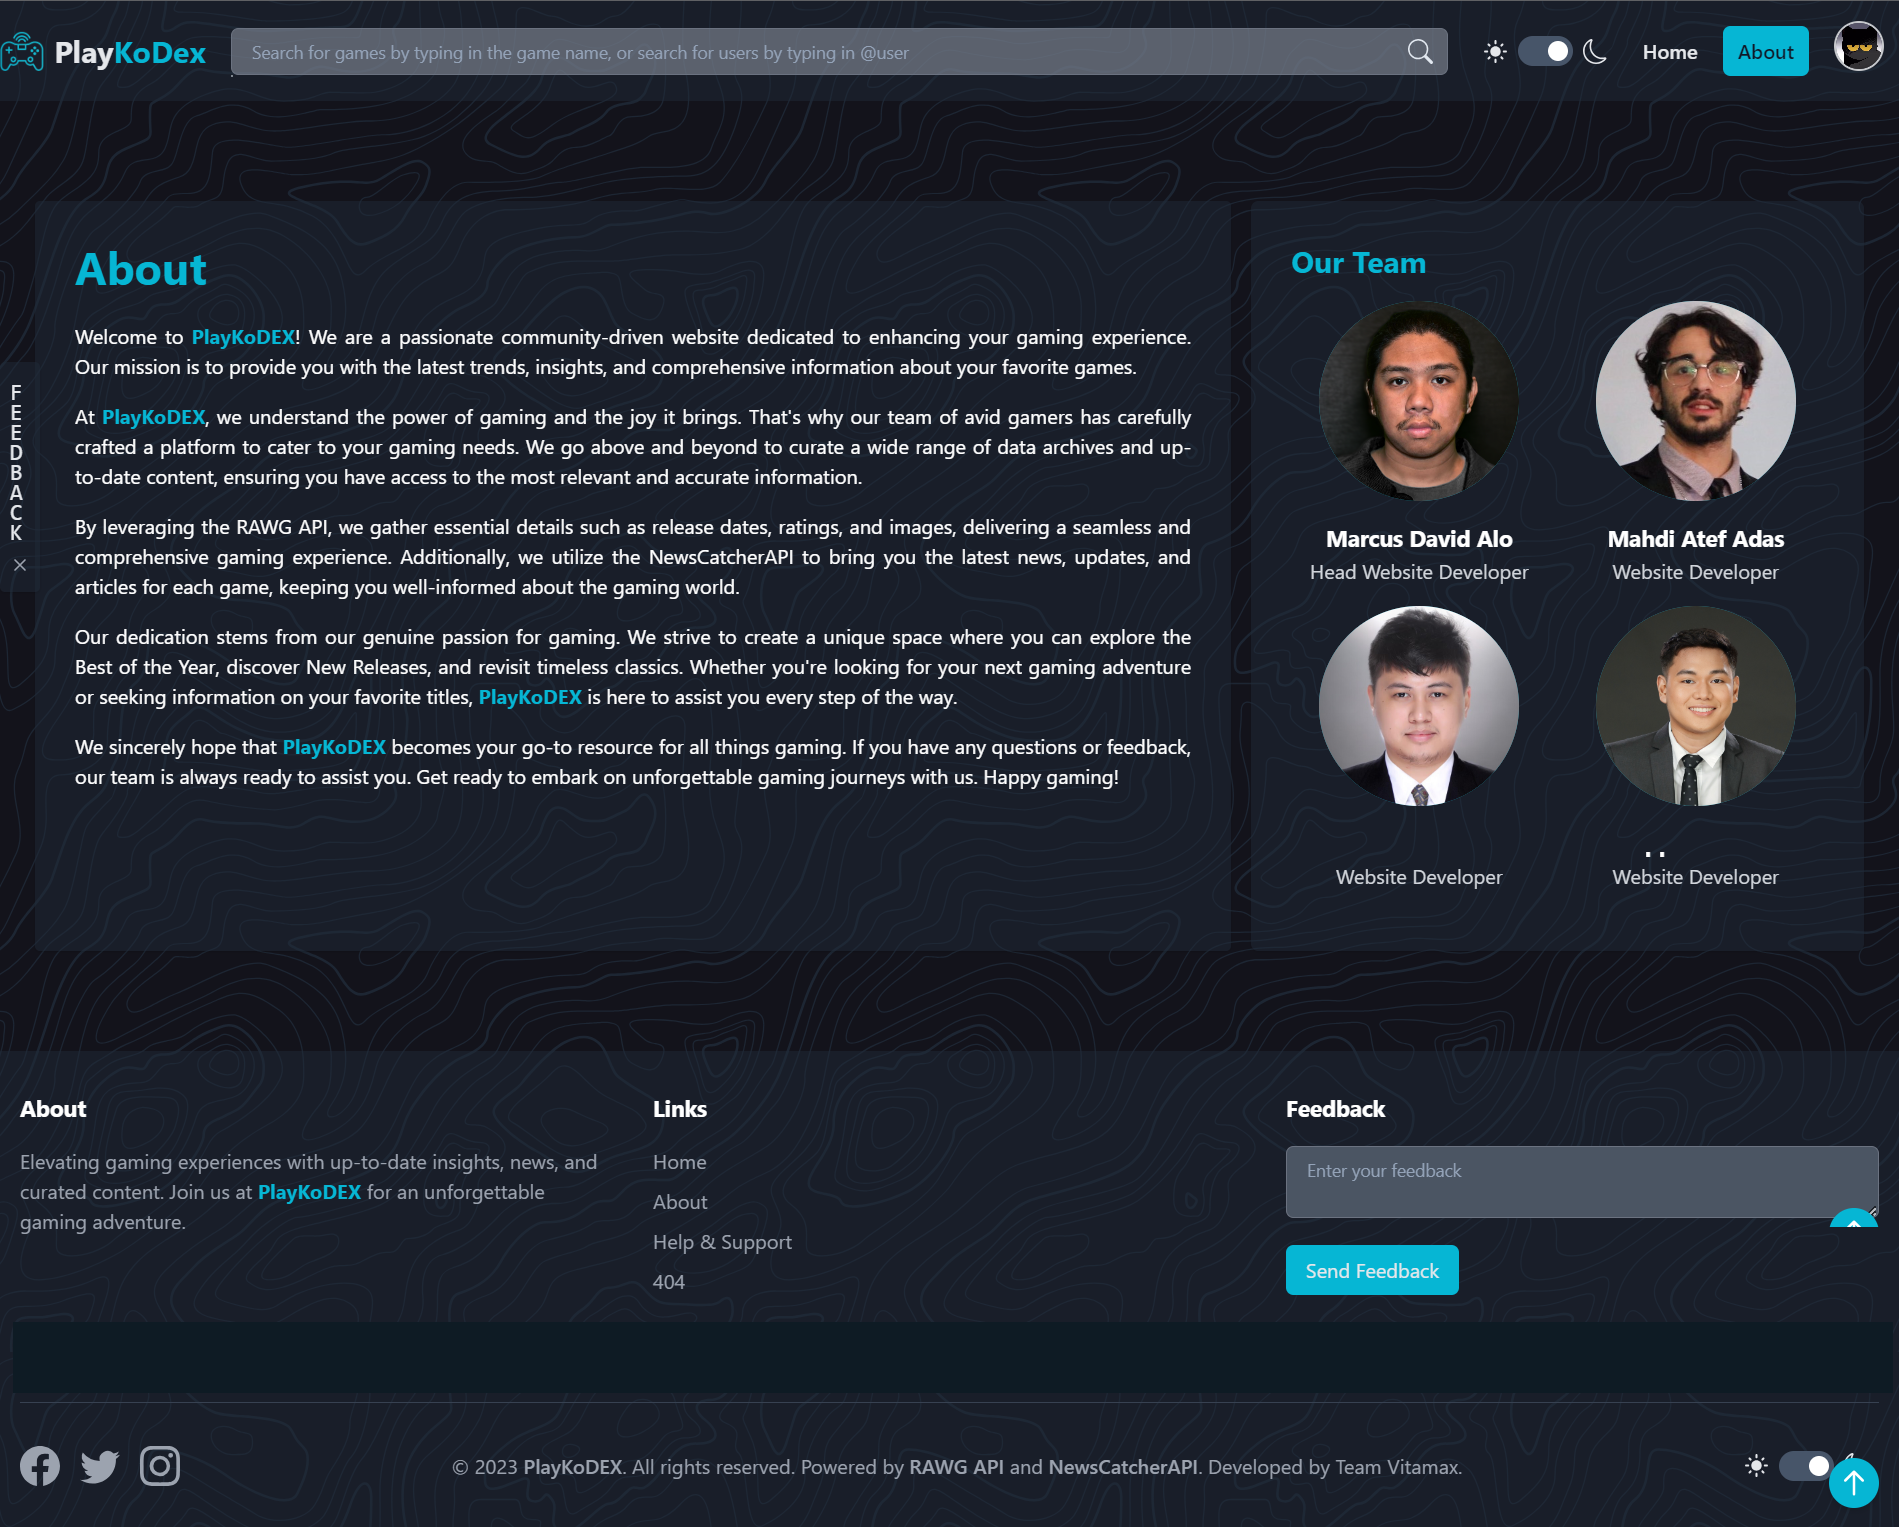 PlayKoDex
Search for games by typing in the game name, or search for users by typing in @user
Home
About
FEEDBACK
About
Welcome to PlayKoDEX! We are a passionate community-driven website dedicated to enhancing your gaming experience.
Our mission is to provide you with the latest trends, insights, and comprehensive information about your favorite games.
At PlayKoDEX, we understand the power of gaming and the joy it brings. That's why our team of avid gamers has carefully
crafted a platform to cater to your gaming needs. We go above and beyond to curate a wide range of data archives and up-
to-date content, ensuring you have access to the most relevant and accurate information.
By leveraging the RAWG API, we gather essential details such as release dates, ratings, and images, delivering a seamless and
comprehensive gaming experience. Additionally, we utilize the NewsCatcherAPI to bring you the latest news, updates, and
articles for each game, keeping you well-informed about the gaming world.
Our dedication stems from our genuine passion for gaming. We strive to create a unique space where you can explore the
Best of the Year, discover New Releases, and revisit timeless classics. Whether you're looking for your next gaming adventure
or seeking information on your favorite titles, PlayKoDEX is here to assist you every step of the way.
We sincerely hope that PlayKoDEX becomes your go-to resource for all things gaming. If you have any questions or feedback,
our team is always ready to assist you. Get ready to embark on unforgettable gaming journeys with us. Happy gaming!
Our Team
Marcus David Alo
Head Website Developer
Mahdi Atef Adas
Website Developer
Website Developer
Website Developer
About
Elevating gaming experiences with up-to-date insights, news, and
curated content. Join us at PlayKoDEX for an unforgettable
gaming adventure.
Links
Home
About
Help & Support
404
Feedback
Enter your feedback
Send Feedback
© 2023 PlayKoDEX. All rights reserved. Powered by RAWG API and NewsCatcherAPI. Developed by Team Vitamax.